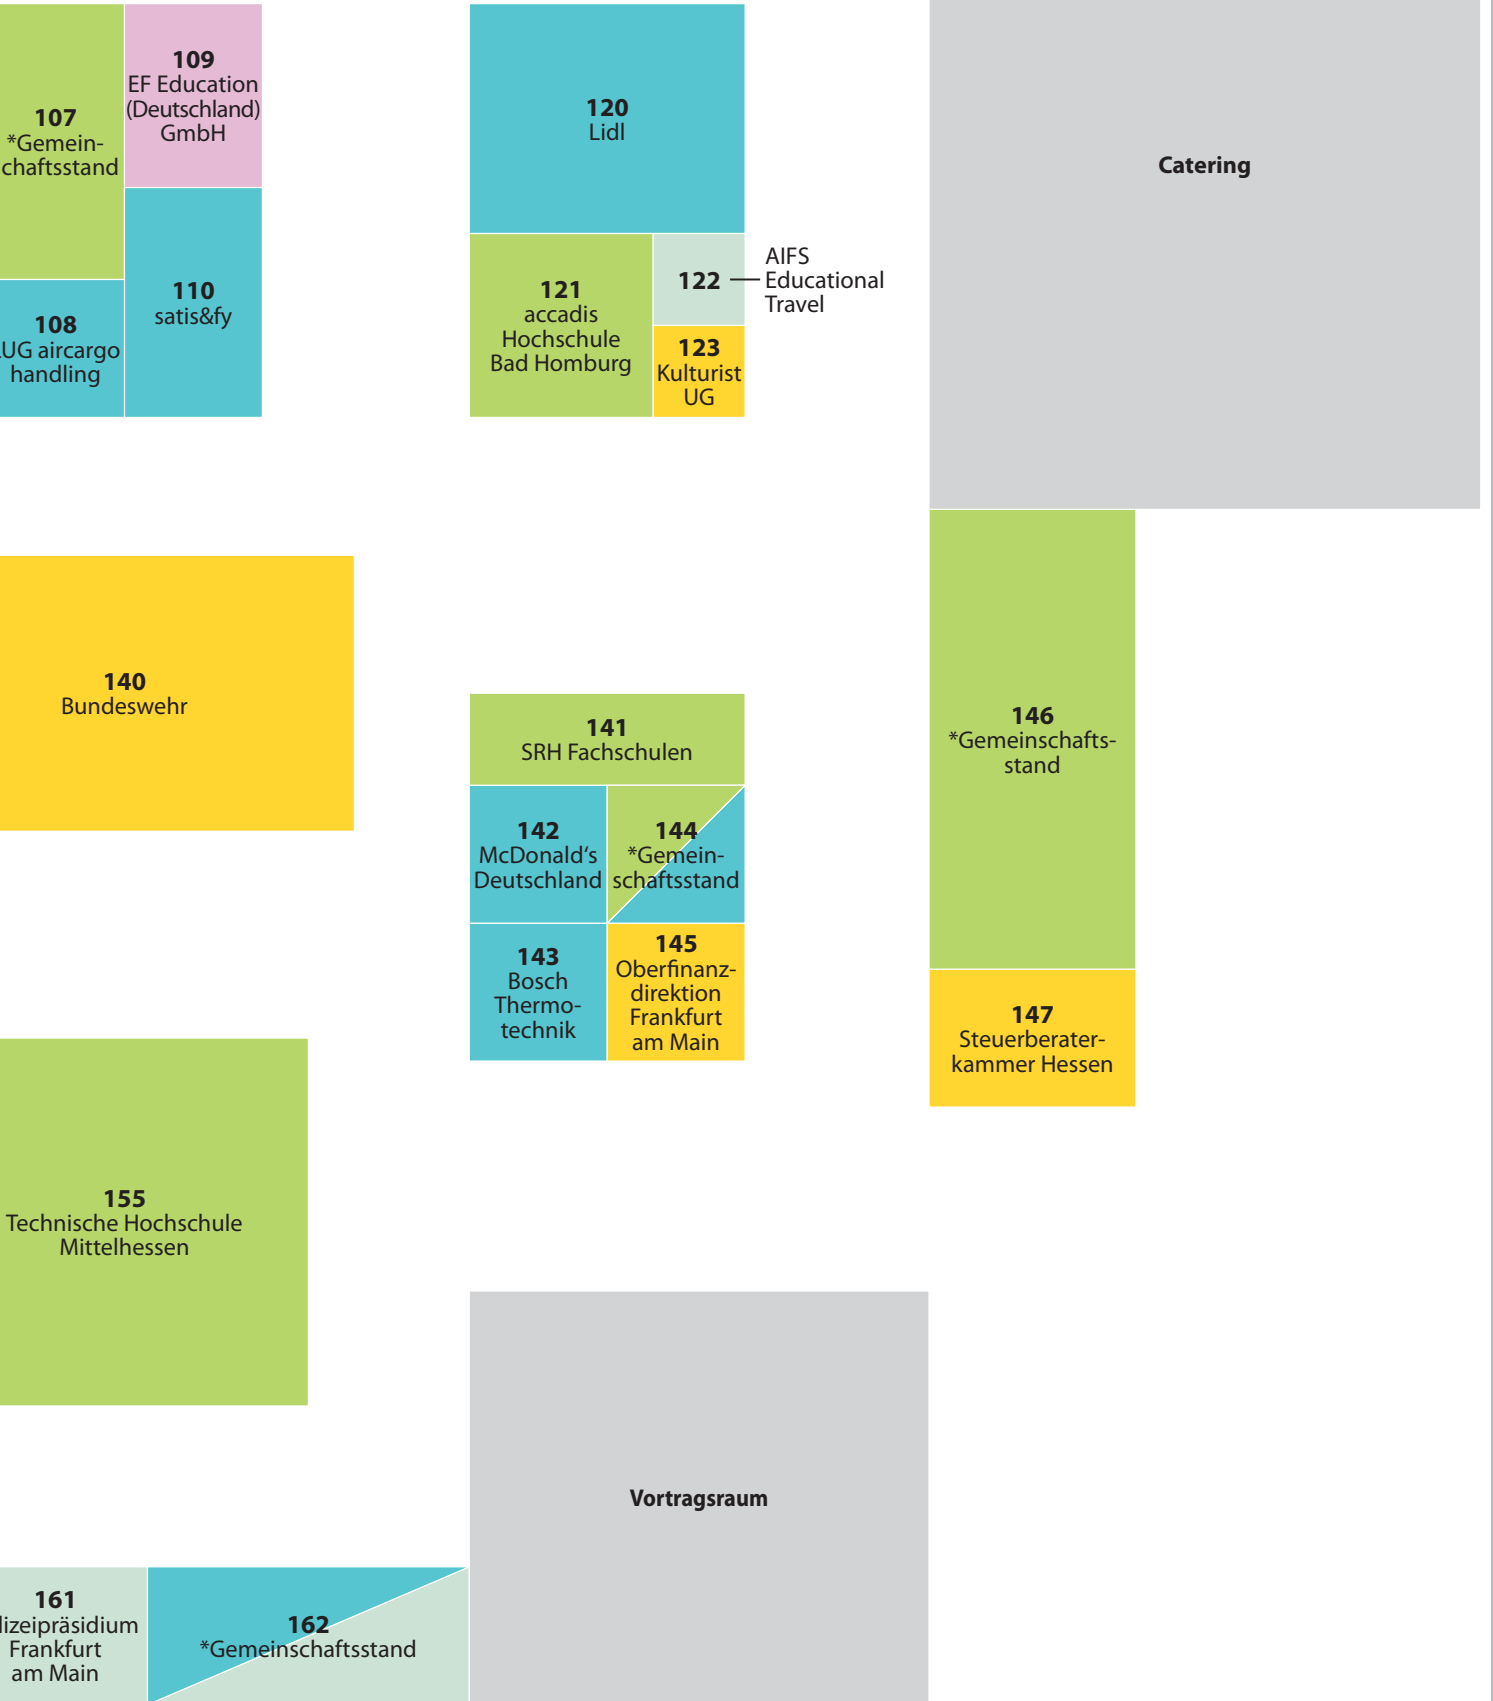 107
*Gemein-
chaftsstand
109
EF Education
(Deutschland)
GmbH
108
UG aircargo
handling
110
satis&fy
120
Lidl
121
accadis
Hochschule
Bad Homburg
122
AIFS
Educational
Travel
123
Kulturist
UG
Catering
140
Bundeswehr
141
SRH Fachschulen
142
McDonald‘s
Deutschland
144
*Gemein-
schaftsstand
143
Bosch
Thermo-
technik
145
Oberfinanz-
direktion
Frankfurt
am Main
146
*Gemeinschafts-
stand
147
Steuerberater-
kammer Hessen
155
Technische Hochschule
Mittelhessen
Vortragsraum
161
lizeipräsidium
Frankfurt
am Main
162
*Gemeinschaftsstand